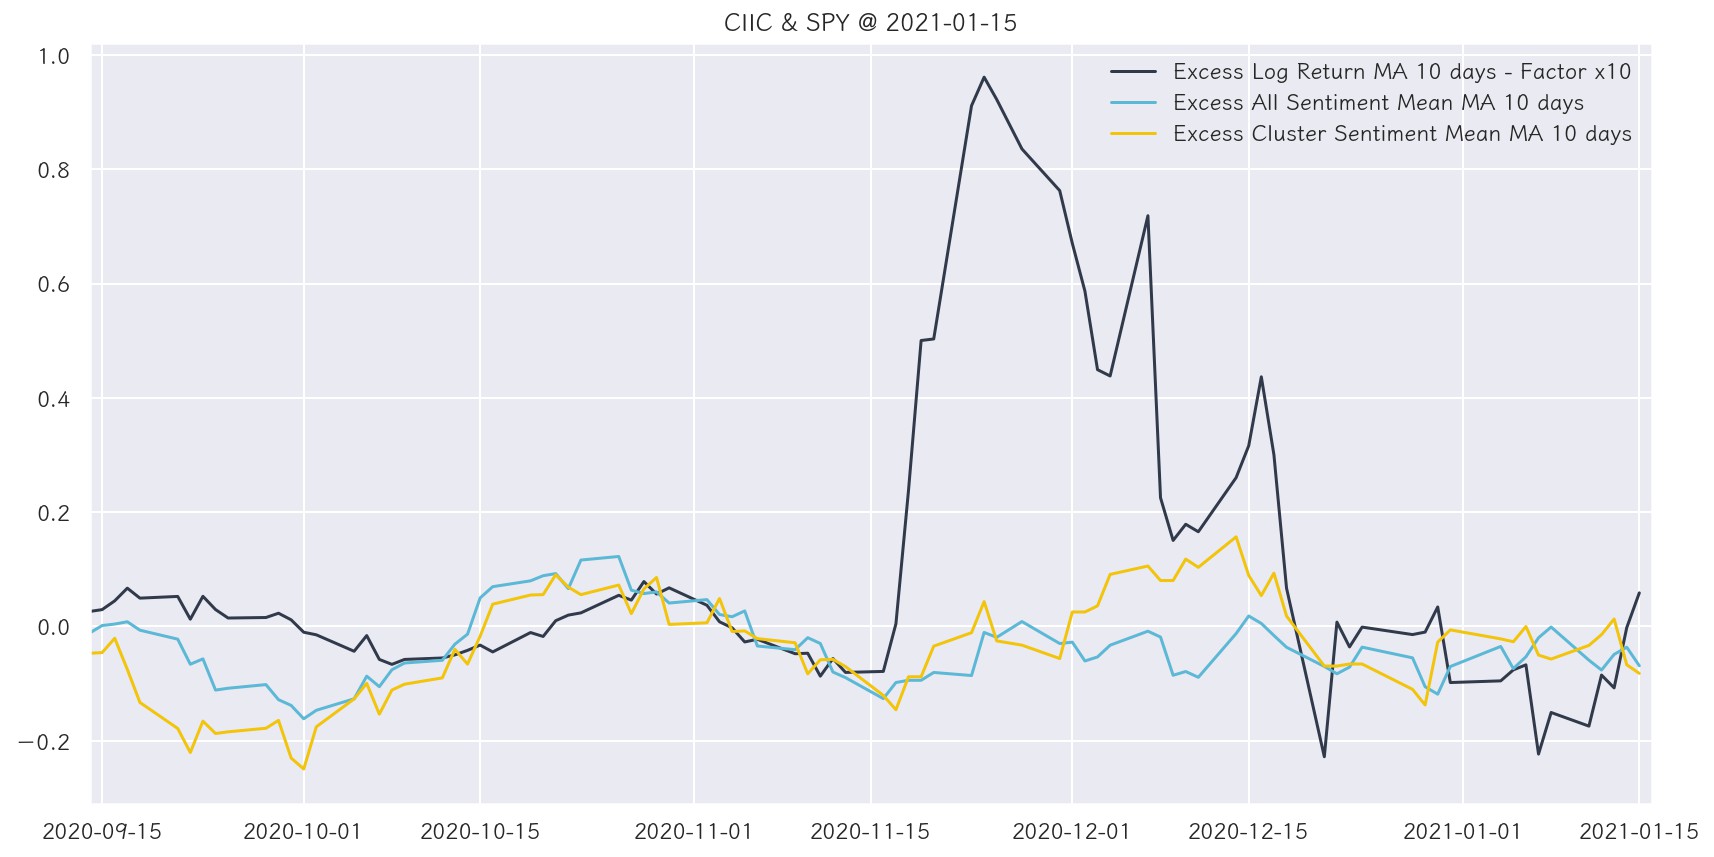 CIIC & SPY @ 2021-01-15
1.0
0.8
0.6
0.4
0.2
0.0
−0.2
Excess Log Return MA 10 days - Factor x10
Excess All Sentiment Mean MA 10 days
Excess Cluster Sentiment Mean MA 10 days
2020-09-15 2020-10-01 2020-10-15 2020-11-01 2020-11-15 2020-12-01 2020-12-15 2021-01-01 2021-01-15